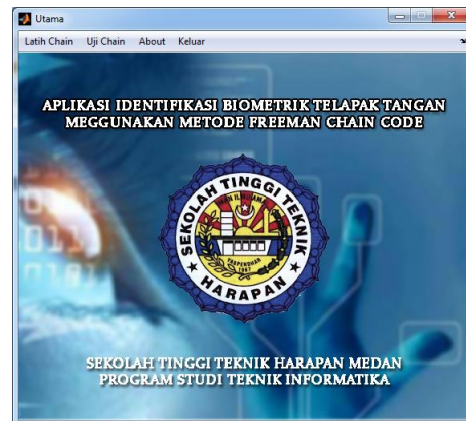 Utama
Latih Chain Uji Chain About Keluar
APLIKASI IDENTIFIKASI BIOMETRIK TELAPAK TANGAN
MEGGUNAKAN METODE FREEMAN CHAIN CODE
SEKOLAH TINGGI TEKNIK
HARAPAN
SEKOLAH TINGGI TEKNIK HARAPAN MEDAN
PROGRAM STUDI TEKNIK INFORMATIKA